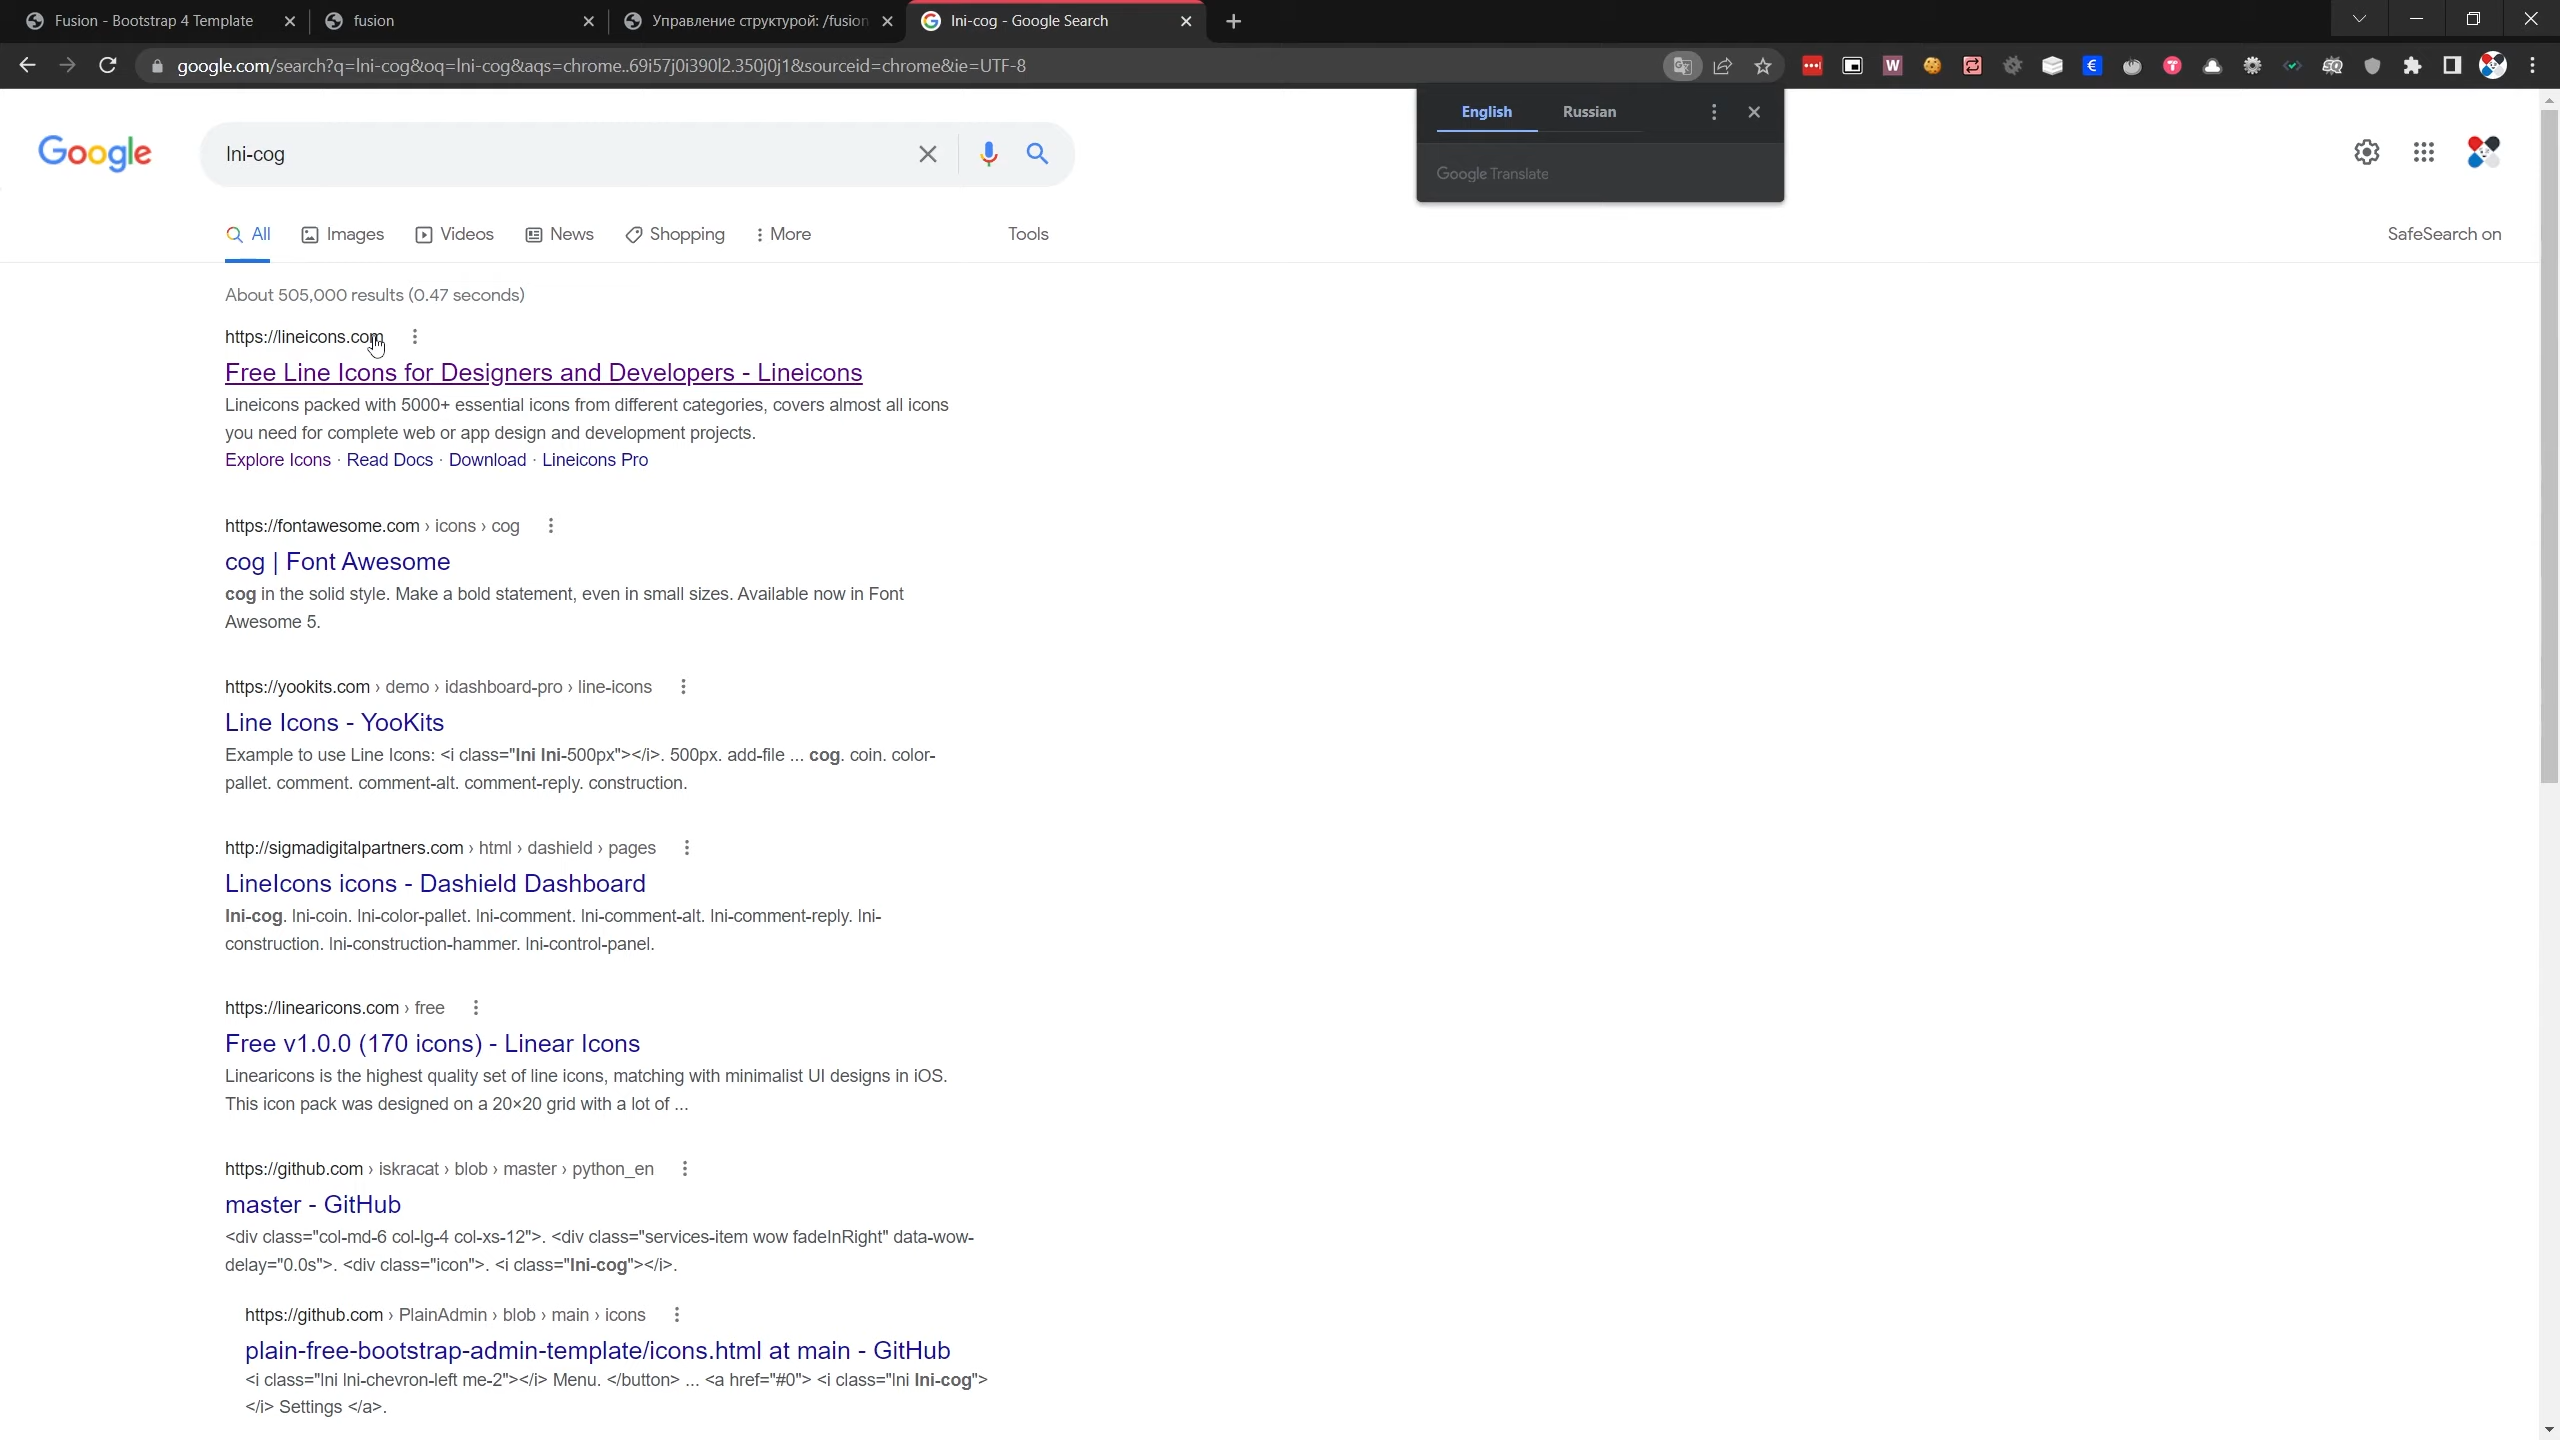 Fusion - Bootstrap 4 Template
fusion
Управление структурой: /fusion
lni-cog - Google Search
google.com/search?q=lni-cog&oq=lni-cog&aqs=chrome..69i57j0i390l2.350j0j1&sourceid=chrome&ie=UTF-8
English Russian
Google Translate
Google
lni-cog
All Images Videos News Shopping More Tools SafeSearch on
About 505,000 results (0.47 seconds)
https://lineicons.com
Free Line Icons for Designers and Developers - Lineicons
Lineicons packed with 5000+ essential icons from different categories, covers almost all icons
you need for complete web or app design and development projects.
Explore Icons · Read Docs · Download · Lineicons Pro
https://fontawesome.com › icons › cog
cog | Font Awesome
cog in the solid style. Make a bold statement, even in small sizes. Available now in Font
Awesome 5.
https://yookits.com › demo › idashboard-pro › line-icons
Line Icons - YooKits
Example to use Line Icons: <i class="lni lni-500px"></i>. 500px. add-file ... cog. coin. color-
pallet. comment. comment-alt. comment-reply. construction.
http://sigmadigitalpartners.com › html › dashield › pages
LineIcons icons - Dashield Dashboard
lni-cog. lni-coin. lni-color-pallet. lni-comment. lni-comment-alt. lni-comment-reply. lni-
construction. lni-construction-hammer. lni-control-panel.
https://linearicons.com › free
Free v1.0.0 (170 icons) - Linear Icons
Linearicons is the highest quality set of line icons, matching with minimalist UI designs in iOS.
This icon pack was designed on a 20×20 grid with a lot of ...
https://github.com › iskracat › blob › master › python_en
master - GitHub
<div class="col-md-6 col-lg-4 col-xs-12">. <div class="services-item wow fadeInRight" data-wow-
delay="0.0s">. <div class="icon">. <i class="lni-cog"></i>.
https://github.com › PlainAdmin › blob › main › icons
plain-free-bootstrap-admin-template/icons.html at main - GitHub
<i class="lni lni-chevron-left me-2"></i> Menu. </button> ... <a href="#0"> <i class="lni lni-cog">
</i> Settings </a>.